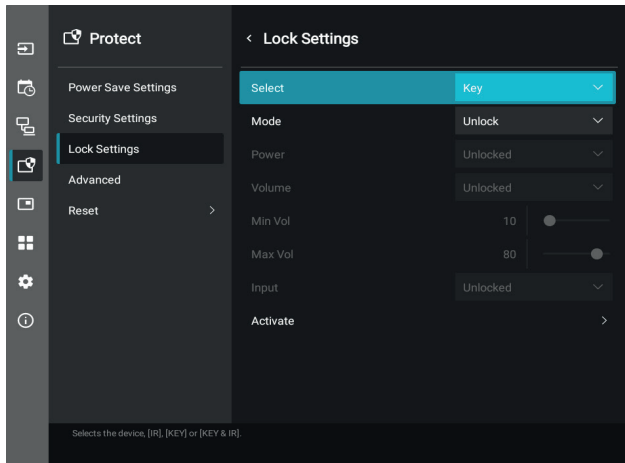 Protect
Power Save Settings
Security Settings
Lock Settings
Advanced
Reset
Lock Settings
Select Key
Mode Unlock
Power Unlocked
Volume Unlocked
Min Vol 10
Max Vol 80
Input Unlocked
Activate
Selects the device, [IR], [KEY] or [KEY & IR].